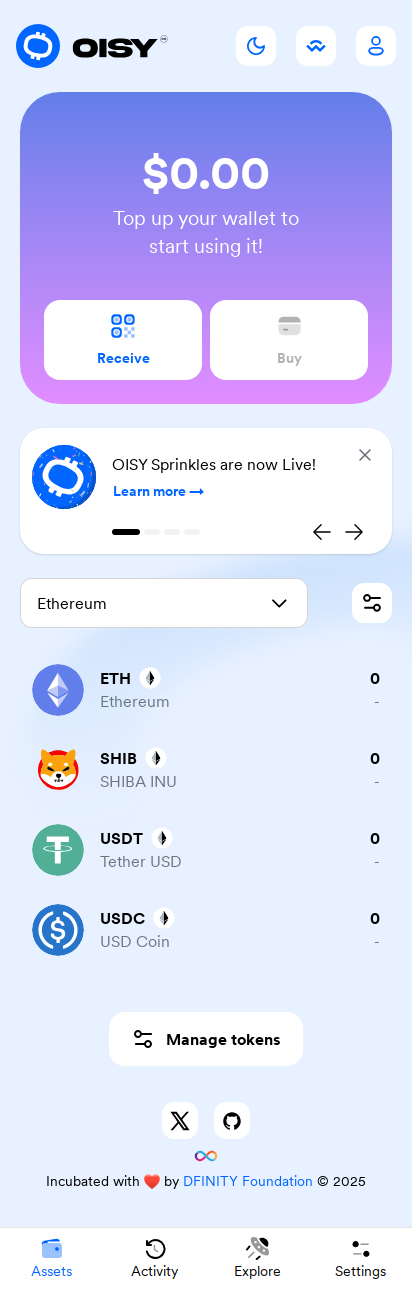 OISY
$0.00
Top up your wallet to
start using it!
Receive
Buy
OISY Sprinkles are now Live!
Learn more
Ethereum
ETH
0
Ethereum
-
SHIB
0
SHIBA INU
-
USDT
0
Tether USD
-
USDC
0
USD Coin
-
Manage tokens
Incubated with ❤️ by DFINITY Foundation © 2025
Assets
Activity
Explore
Settings